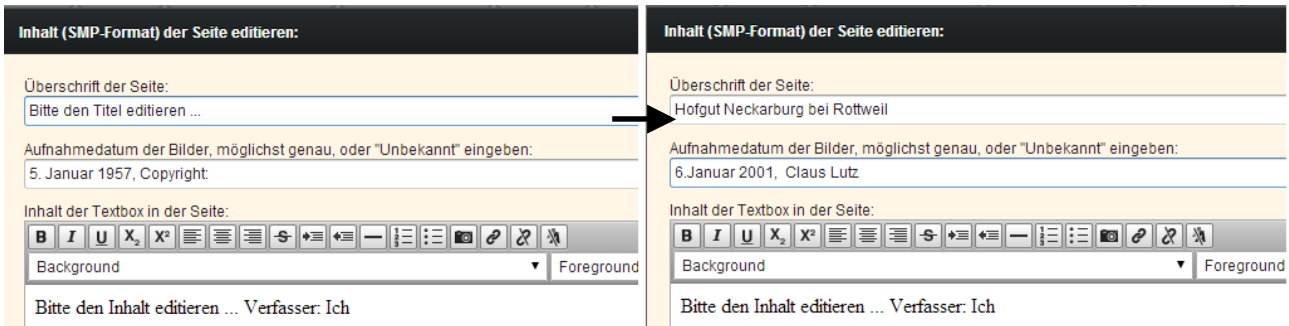 Inhalt (SMP-Format) der Seite editieren:
Überschrift der Seite:
Bitte den Titel editieren ...
Aufnahmedatum der Bilder, möglichst genau, oder "Unbekannt" eingeben:
5. Januar 1957, Copyright:
Inhalt der Textbox in der Seite:
B I U X₂ X²
Background Foreground
Bitte den Inhalt editieren ... Verfasser: Ich
Inhalt (SMP-Format) der Seite editieren:
Überschrift der Seite:
Hofgut Neckarburg bei Rottweil
Aufnahmedatum der Bilder, möglichst genau, oder "Unbekannt" eingeben:
6.Januar 2001, Claus Lutz
Inhalt der Textbox in der Seite:
B I U X₂ X²
Background Foreground
Bitte den Inhalt editieren ... Verfasser: Ich